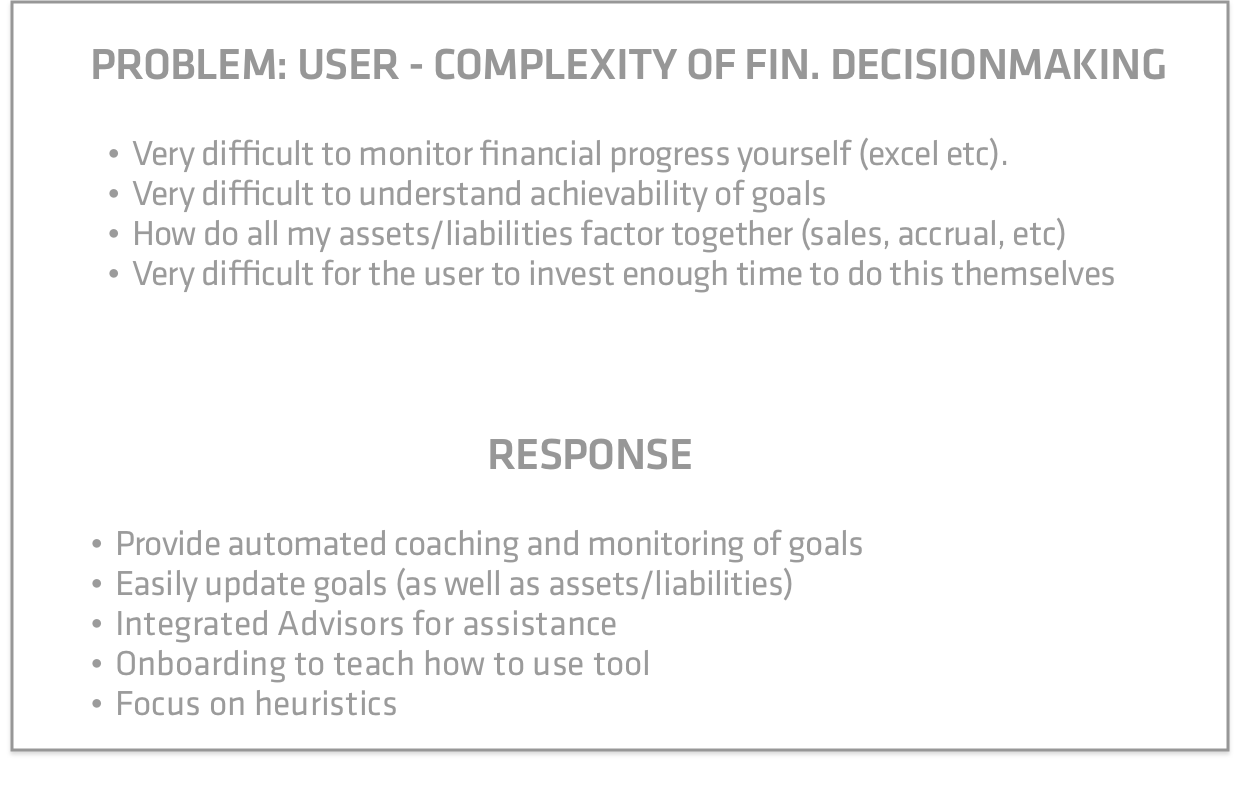 PROBLEM: USER - COMPLEXITY OF FIN. DECISIONMAKING
• Very difficult to monitor financial progress yourself (excel etc).
• Very difficult to understand achievability of goals
• How do all my assets/liabilities factor together (sales, accrual, etc)
• Very difficult for the user to invest enough time to do this themselves
RESPONSE
• Provide automated coaching and monitoring of goals
• Easily update goals (as well as assets/liabilities)
• Integrated Advisors for assistance
• Onboarding to teach how to use tool
• Focus on heuristics